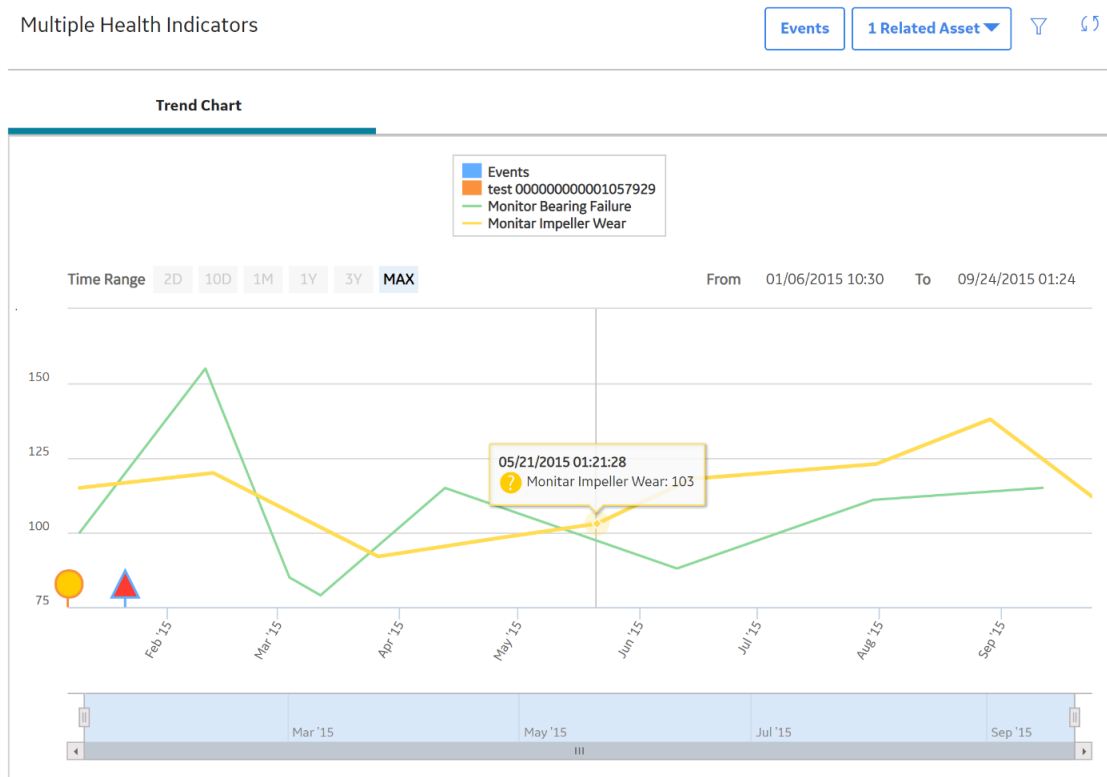 Multiple Health Indicators
Events
1 Related Asset
Trend Chart
Events
test 000000000001057929
Monitor Bearing Failure
Monitar Impeller Wear
Time Range 2D 10D 1M 1Y 3Y MAX From 01/06/2015 10:30 To 09/24/2015 01:24
150
125
100
75
05/21/2015 01:21:28
? Monitar Impeller Wear: 103
Feb '15 Mar '15 Apr '15 May '15 Jun '15 Jul '15 Aug '15 Sep '15
Mar '15 May '15 Jul '15 Sep '15